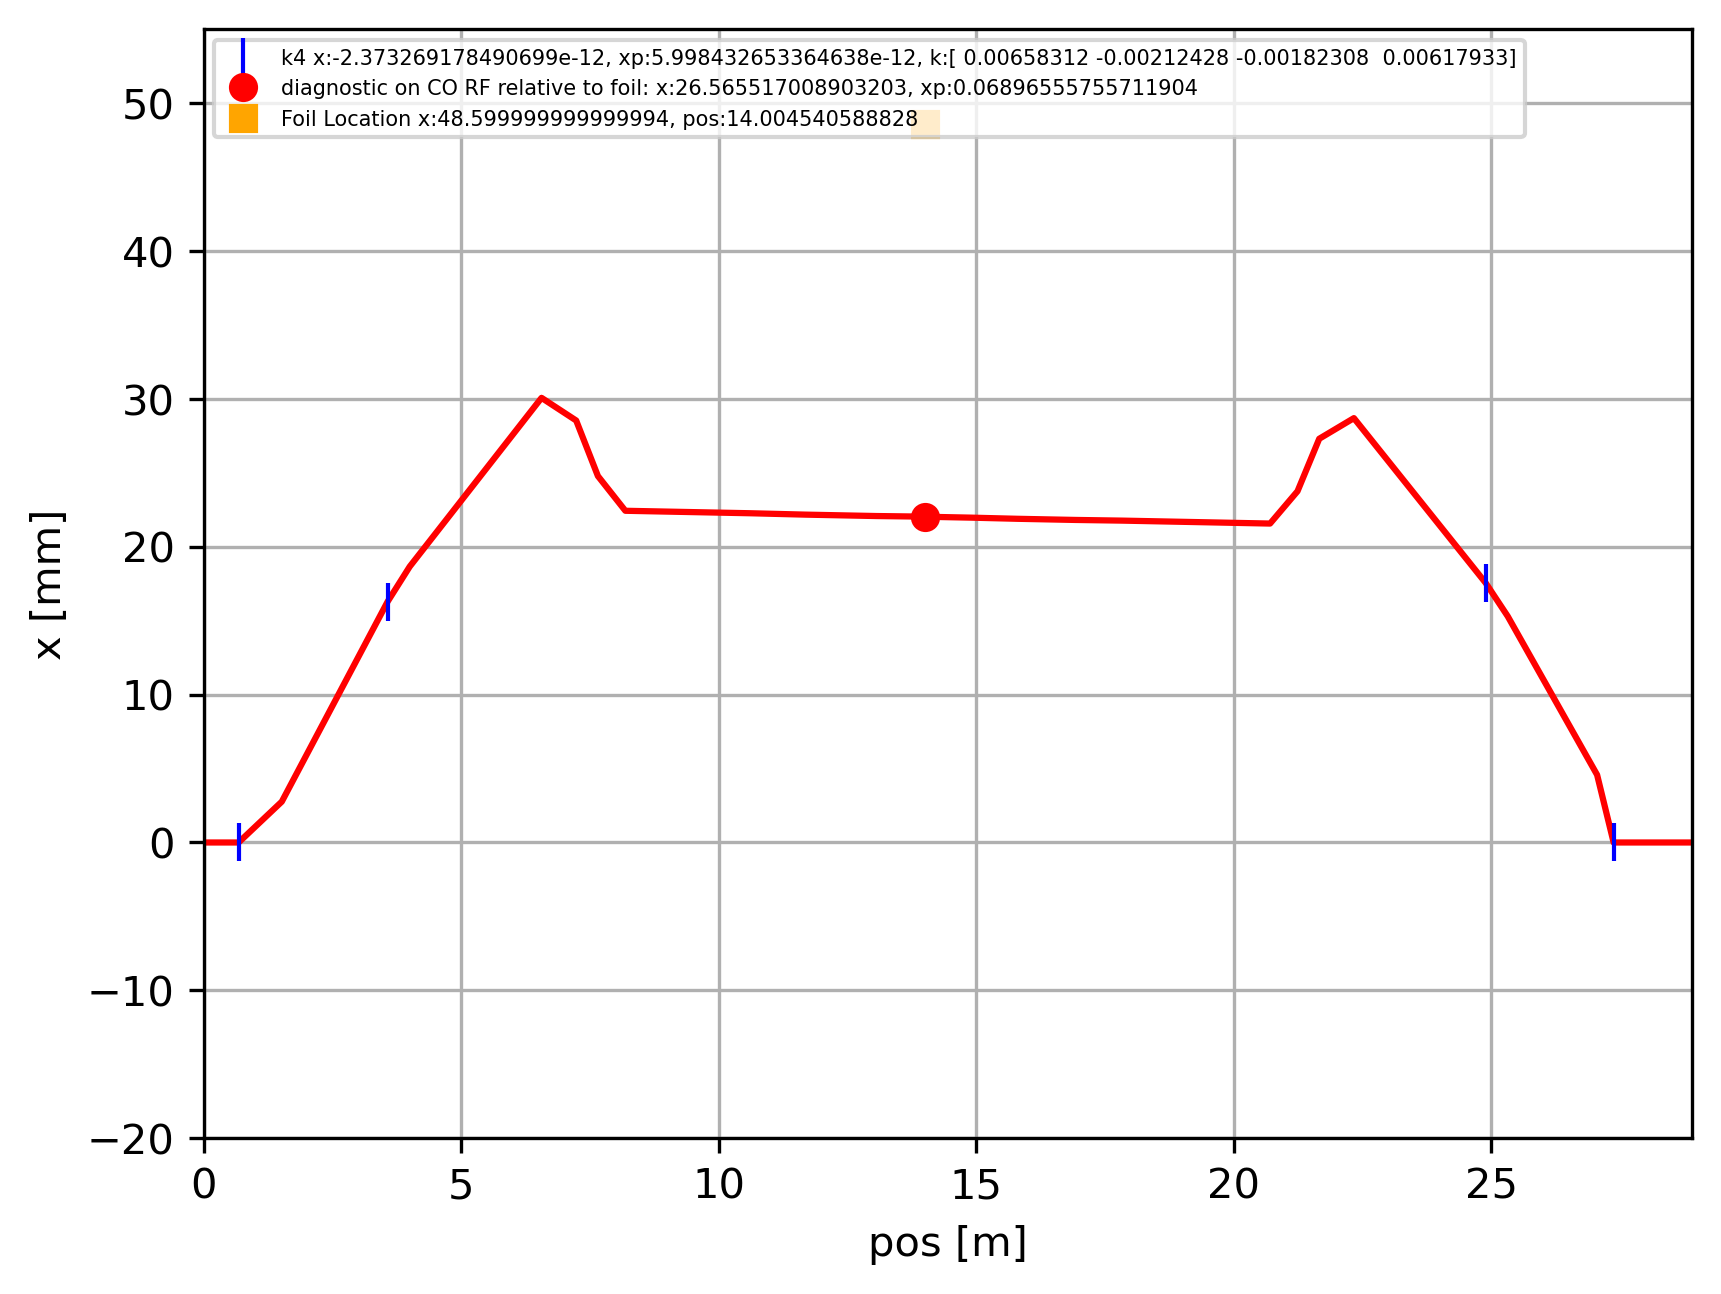 k4 x:-2.373269178490699e-12, xp:5.998432653364638e-12, k:[ 0.00658312 -0.00212428 -0.00182308  0.00617933]
diagnostic on CO RF relative to foil: x:26.565517008903203, xp:0.06896555755711904
Foil Location x:48.599999999999994, pos:14.004540588828
50
40
30
20
10
0
−10
−20
x [mm]
0 5 10 15 20 25
pos [m]